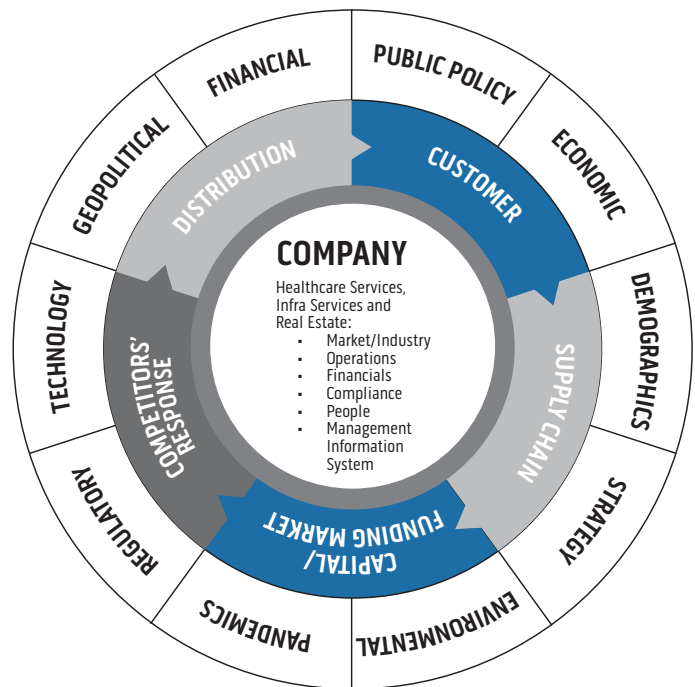 FINANCIAL
PUBLIC POLICY
ECONOMIC
DEMOGRAPHICS
STRATEGY
ENVIRONMENTAL
PANDEMICS
REGULATORY
TECHNOLOGY
GEOPOLITICAL
DISTRIBUTION
CUSTOMER
SUPPLY CHAIN
CAPITAL/
FUNDING MARKET
COMPETITORS’
RESPONSE
COMPANY
Healthcare Services,
Infra Services and
Real Estate:
▪ Market/Industry
▪ Operations
▪ Financials
▪ Compliance
▪ People
▪ Management
Information
System